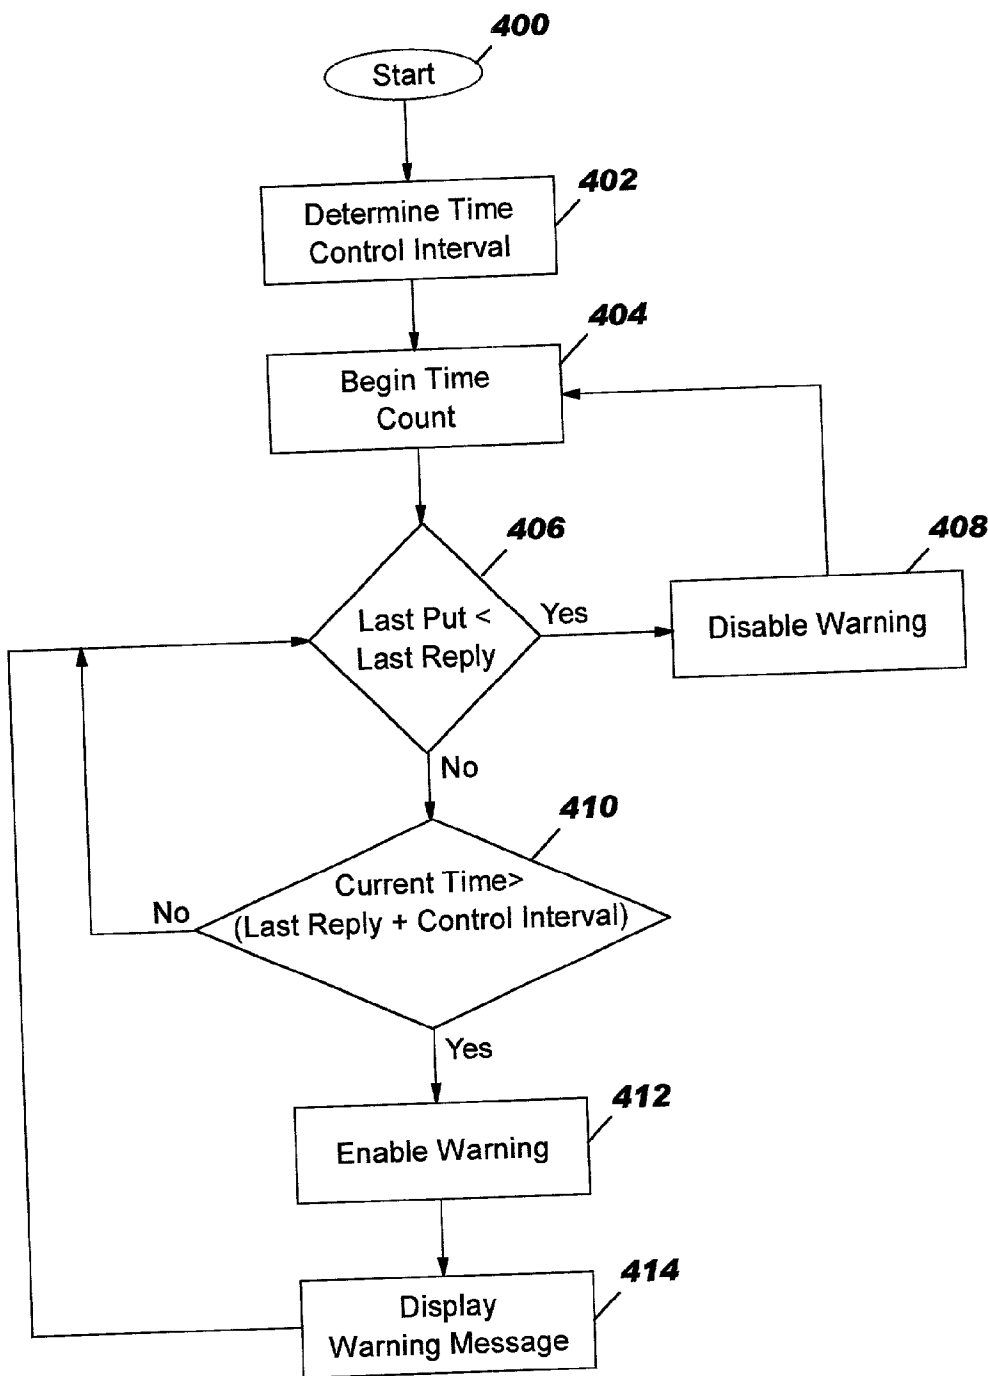 400
Start
402
Determine Time
Control Interval
404
Begin Time
Count
406
408
Last Put <
Last Reply
Yes
Disable Warning
No
410
Current Time>
(Last Reply + Control Interval)
No
Yes
412
Enable Warning
414
Display
Warning Message